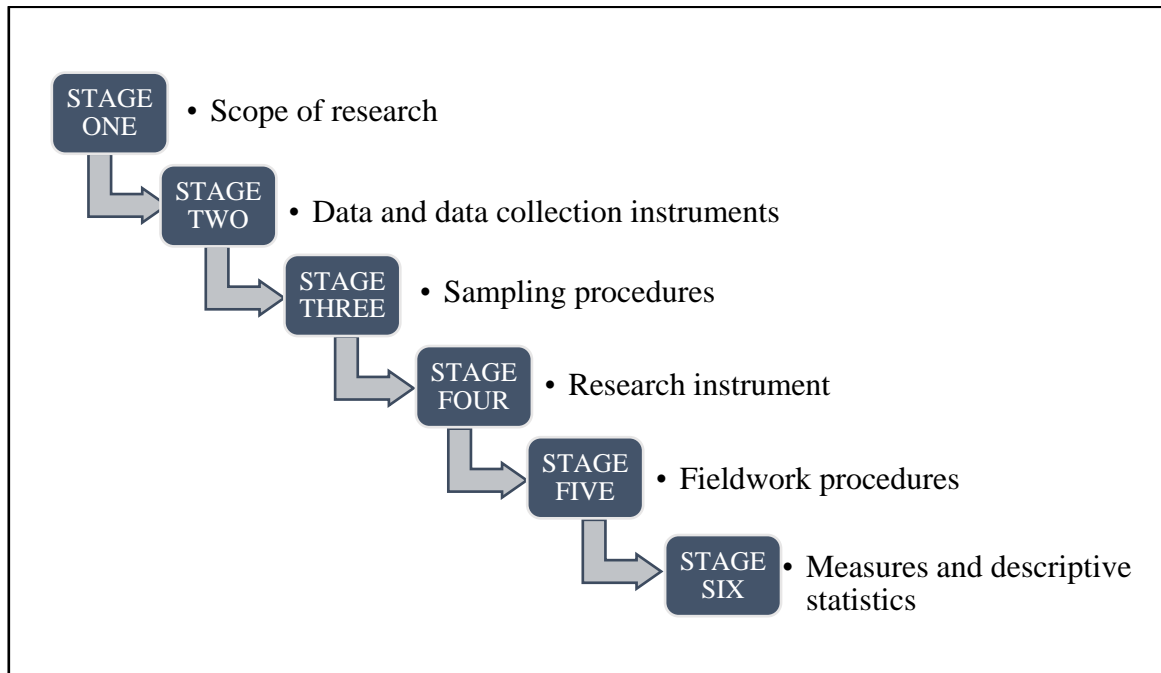 STAGE
ONE
• Scope of research
STAGE
TWO
• Data and data collection instruments
STAGE
THREE
• Sampling procedures
STAGE
FOUR
• Research instrument
STAGE
FIVE
• Fieldwork procedures
STAGE
SIX
• Measures and descriptive
statistics